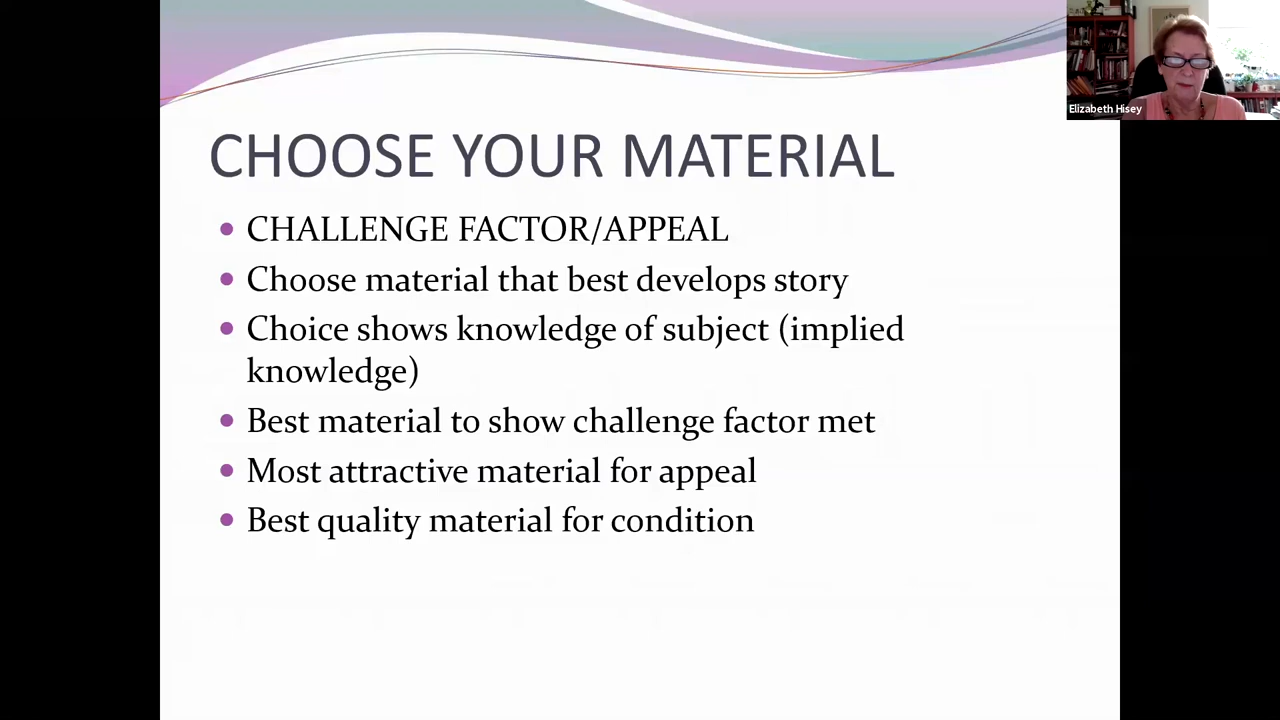 Elizabeth Hisey
CHOOSE YOUR MATERIAL
CHALLENGE FACTOR/APPEAL
Choose material that best develops story
Choice shows knowledge of subject (implied
knowledge)
Best material to show challenge factor met
Most attractive material for appeal
Best quality material for condition